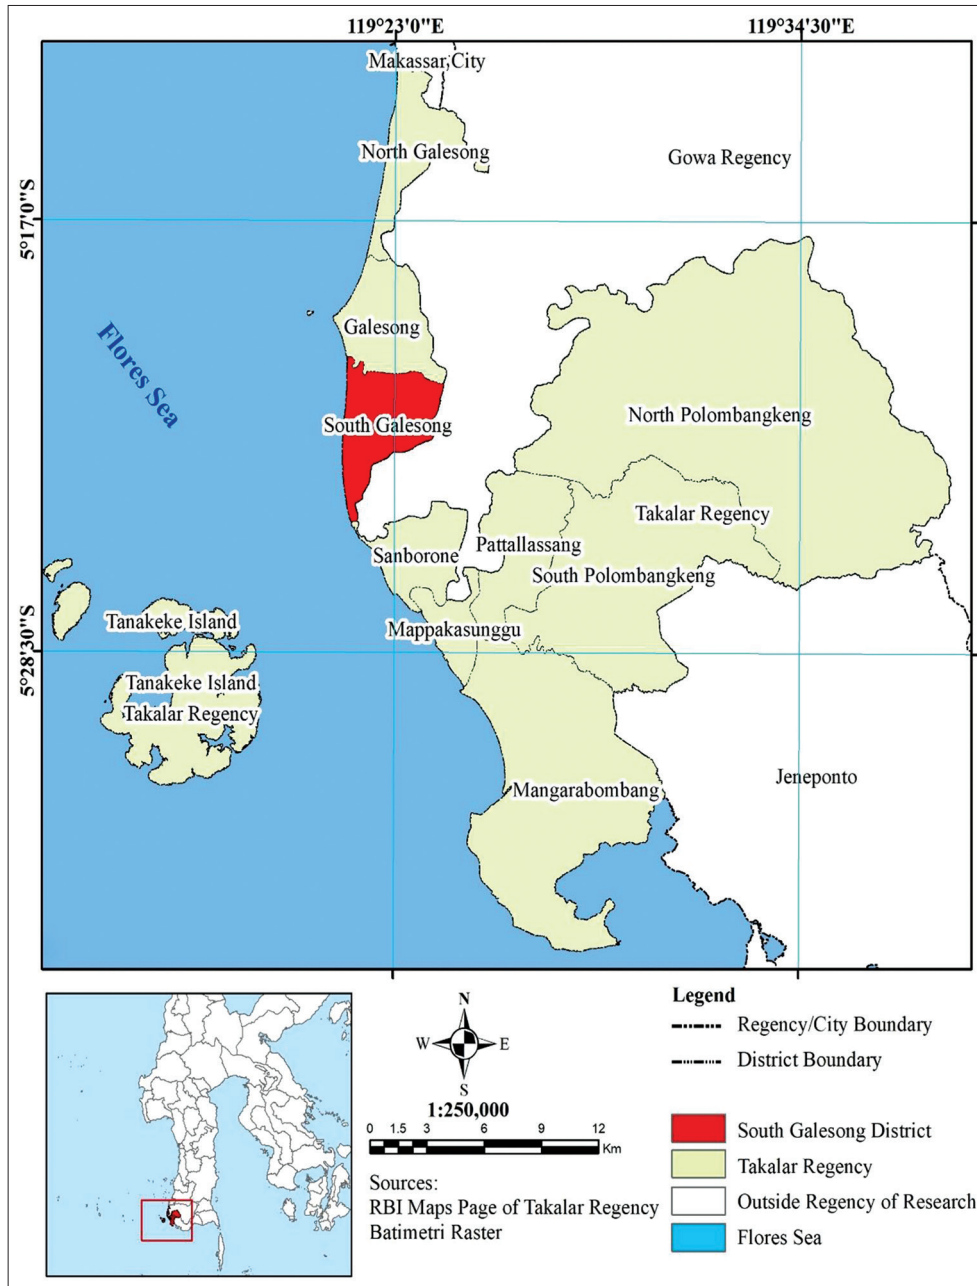 119°23'0"E
119°34'30"E
Makassar City
North Galesong
Gowa Regency
5°17'0"S
Galesong
Flores Sea
North Polombangkeng
South Galesong
Takalar Regency
Pattallassang
Sanborone
South Polombangkeng
5°28'30"S
Tanakeke Island
Mappakasunggu
Tanakeke Island
Takalar Regency
Jeneponto
Mangarabombang
N
W
E
S
1:250,000
0 1.5 3 6 9 12
Km
Sources:
RBI Maps Page of Takalar Regency
Batimetri Raster
Legend
Regency/City Boundary
District Boundary
South Galesong District
Takalar Regency
Outside Regency of Research
Flores Sea